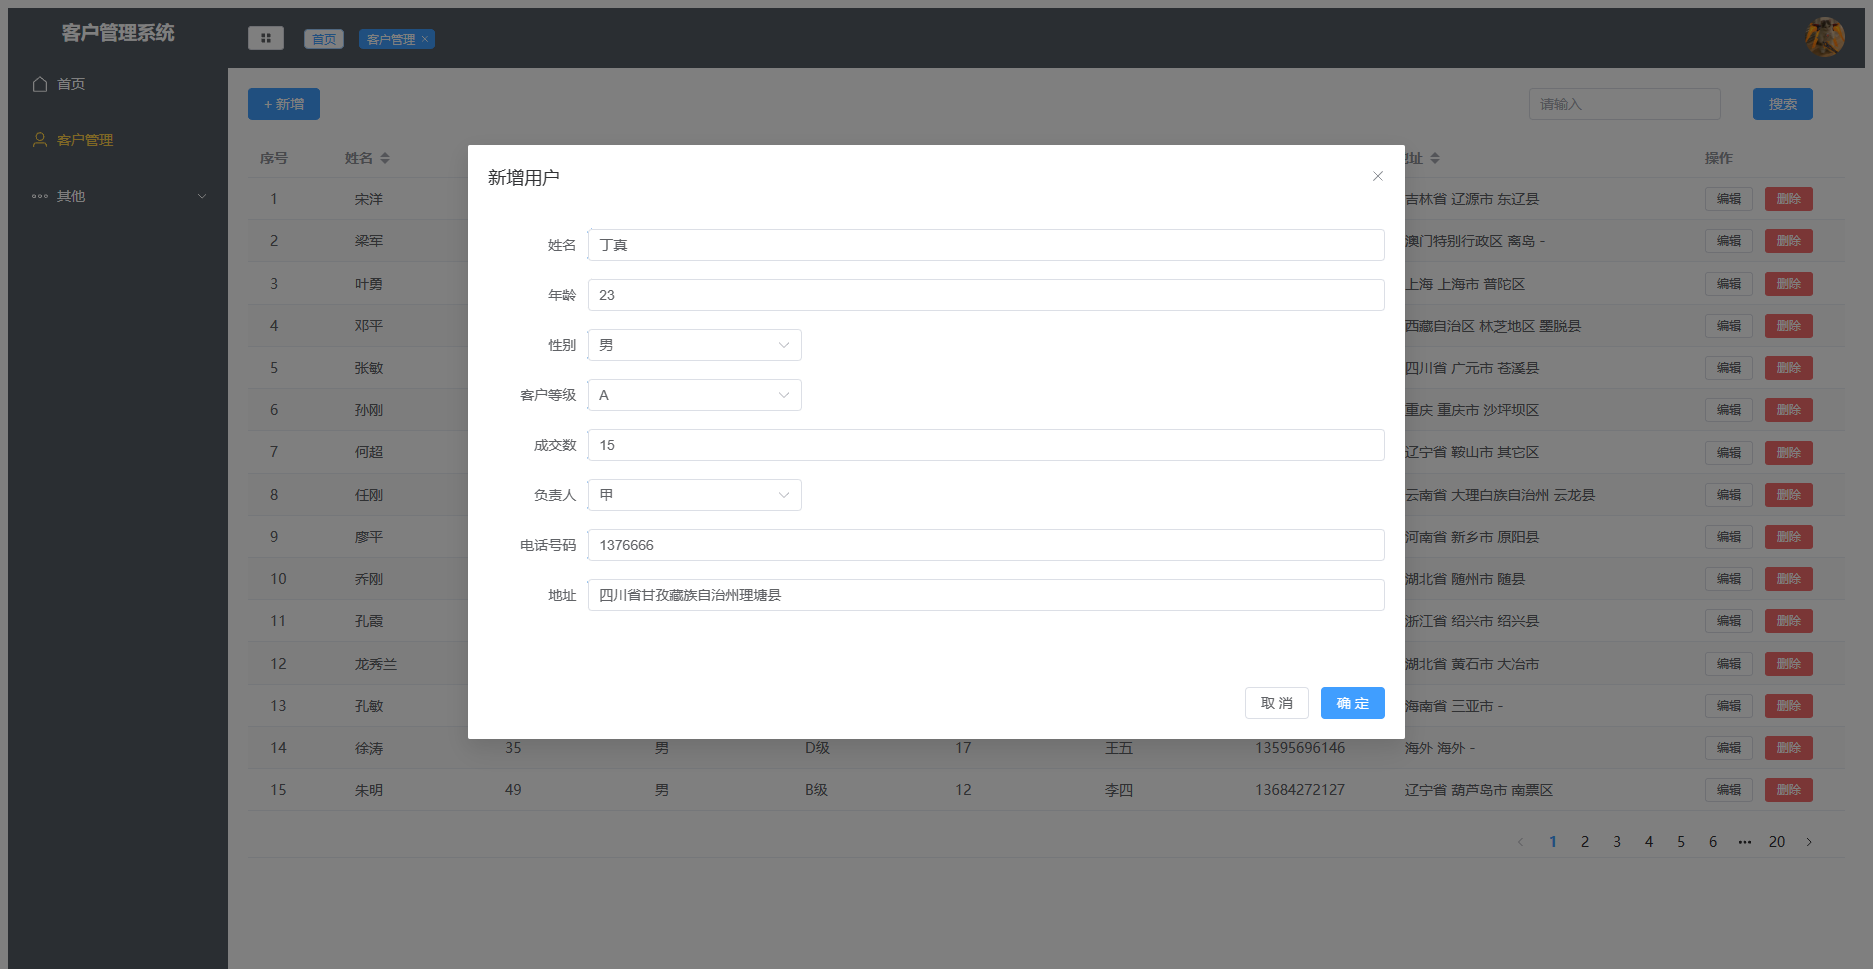 客户管理系统
首页
客户管理 ×
首页
客户管理
其他
+ 新增
请输入
搜索
序号
姓名
址
操作
1 宋洋 吉林省 辽源市 东辽县 编辑 删除
2 梁军 澳门特别行政区 离岛 - 编辑 删除
3 叶勇 上海 上海市 普陀区 编辑 删除
4 邓平 西藏自治区 林芝地区 墨脱县 编辑 删除
5 张敏 四川省 广元市 苍溪县 编辑 删除
6 孙刚 重庆 重庆市 沙坪坝区 编辑 删除
7 何超 辽宁省 鞍山市 其它区 编辑 删除
8 任刚 云南省 大理白族自治州 云龙县 编辑 删除
9 廖平 河南省 新乡市 原阳县 编辑 删除
10 乔刚 湖北省 随州市 随县 编辑 删除
11 孔霞 浙江省 绍兴市 绍兴县 编辑 删除
12 龙秀兰 湖北省 黄石市 大冶市 编辑 删除
13 孔敏 海南省 三亚市 - 编辑 删除
14 徐涛 35 男 D级 17 王五 13595696146 海外 海外 - 编辑 删除
15 朱明 49 男 B级 12 李四 13684272127 辽宁省 葫芦岛市 南票区 编辑 删除
1 2 3 4 5 6 ••• 20
新增用户
姓名 丁真
年龄 23
性别 男
客户等级 A
成交数 15
负责人 甲
电话号码 1376666
地址 四川省甘孜藏族自治州理塘县
取 消
确 定